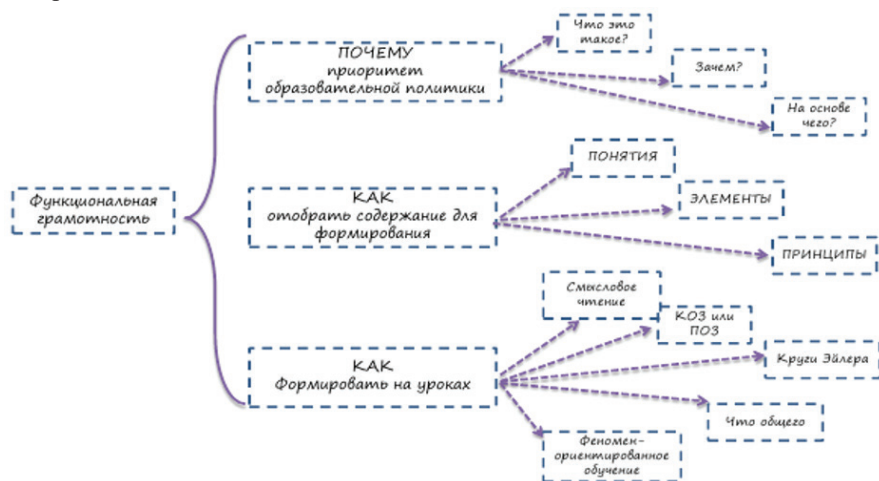 Функциональная
грамотность
ПОЧЕМУ
приоритет
образовательной политики
Что это
такое?
Зачем?
На основе
чего?
КАК
отобрать содержание для
формирования
ПОНЯТИЯ
ЭЛЕМЕНТЫ
ПРИНЦИПЫ
КАК
Формировать на уроках
Смысловое
чтение
КОЗ или
ПОЗ
Круги Эйлера
Что общего
Феномен-
ориентированное
обучение